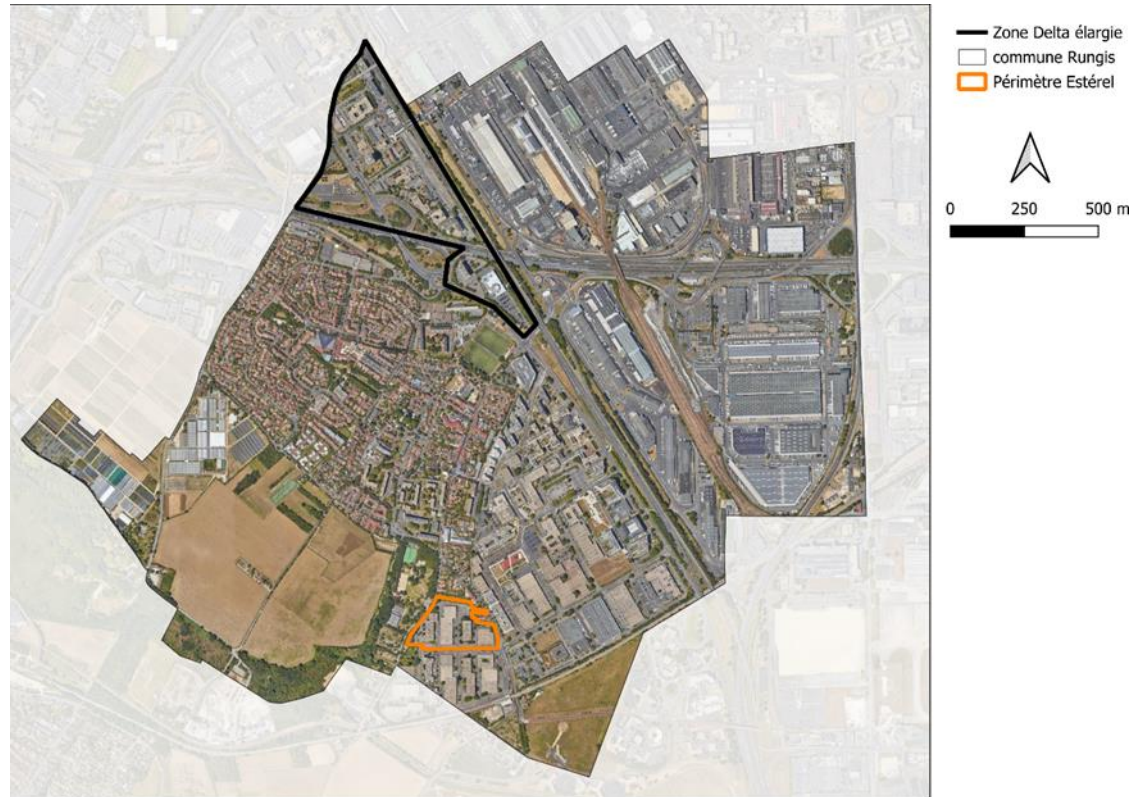 Zone Delta élargie
commune Rungis
Périmètre Estérel
0 250 500 m